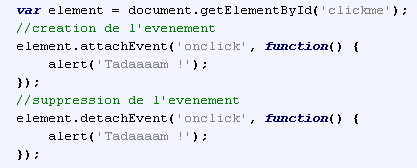 var element = document.getElementById('clickme');
//creation de l'evenement
element.attachEvent('onclick', function() {
    alert('Tadaaaam !');
});
//suppression de l'evenement
element.detachEvent('onclick', function() {
    alert('Tadaaaam !');
});